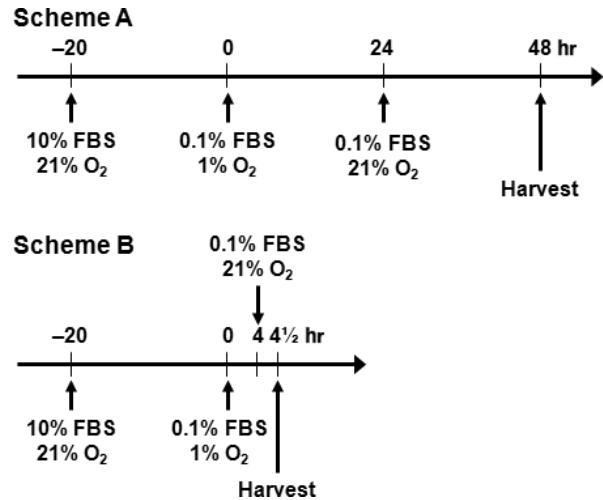 Scheme A
–20 0 24 48 hr
10% FBS 0.1% FBS 0.1% FBS
21% O₂ 1% O₂ 21% O₂
Harvest
Scheme B
0.1% FBS
21% O₂
–20 0 4 4½ hr
10% FBS 0.1% FBS
21% O₂ 1% O₂
Harvest